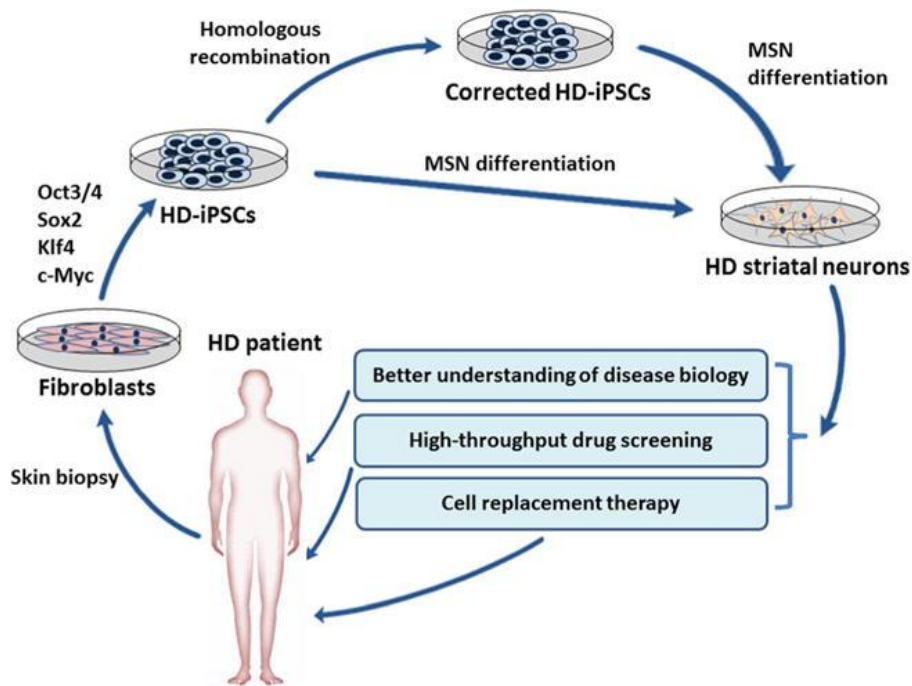 Homologous
recombination
Corrected HD-iPSCs
MSN
differentiation
MSN differentiation
Oct3/4
Sox2
Klf4
c-Myc
HD-iPSCs
HD striatal neurons
HD patient
Fibroblasts
Better understanding of disease biology
High-throughput drug screening
Cell replacement therapy
Skin biopsy